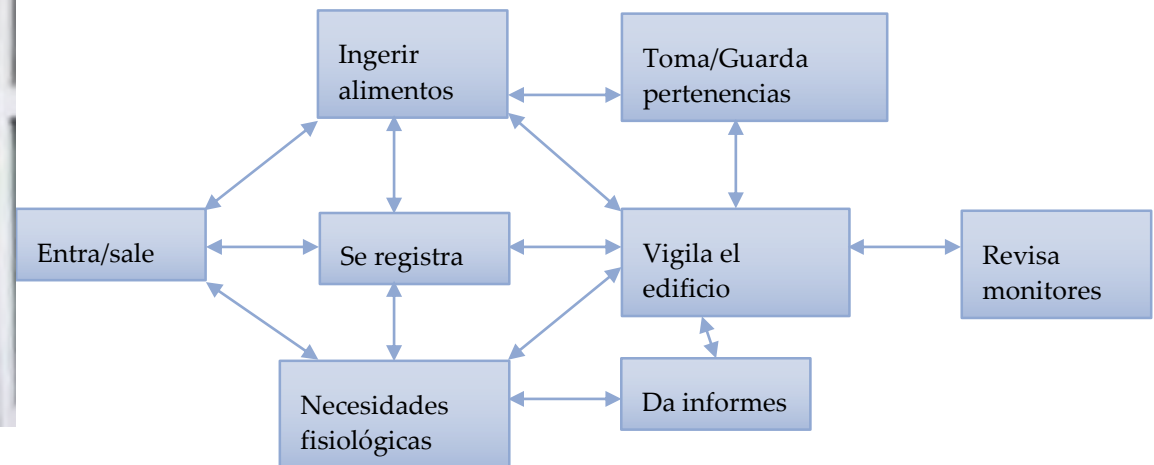 Ingerir
alimentos
Toma/Guarda
pertenencias
Entra/sale
Se registra
Vigila el
edificio
Revisa
monitores
Necesidades
fisiológicas
Da informes